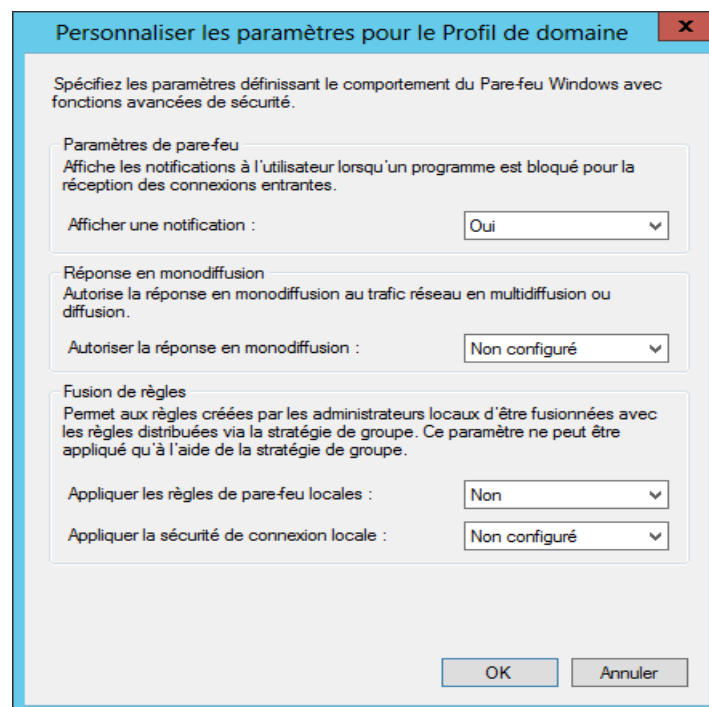 Personnaliser les paramètres pour le Profil de domaine
x
Spécifiez les paramètres définissant le comportement du Pare-feu Windows avec
fonctions avancées de sécurité.
Paramètres de pare-feu
Affiche les notifications à l'utilisateur lorsqu'un programme est bloqué pour la
réception des connexions entrantes.
Afficher une notification : Oui
Réponse en monodiffusion
Autorise la réponse en monodiffusion au trafic réseau en multidiffusion ou
diffusion.
Autoriser la réponse en monodiffusion : Non configuré
Fusion de règles
Permet aux règles créées par les administrateurs locaux d'être fusionnées avec
les règles distribuées via la stratégie de groupe. Ce paramètre ne peut être
appliqué qu'à l'aide de la stratégie de groupe.
Appliquer les règles de pare-feu locales : Non
Appliquer la sécurité de connexion locale : Non configuré
OK Annuler